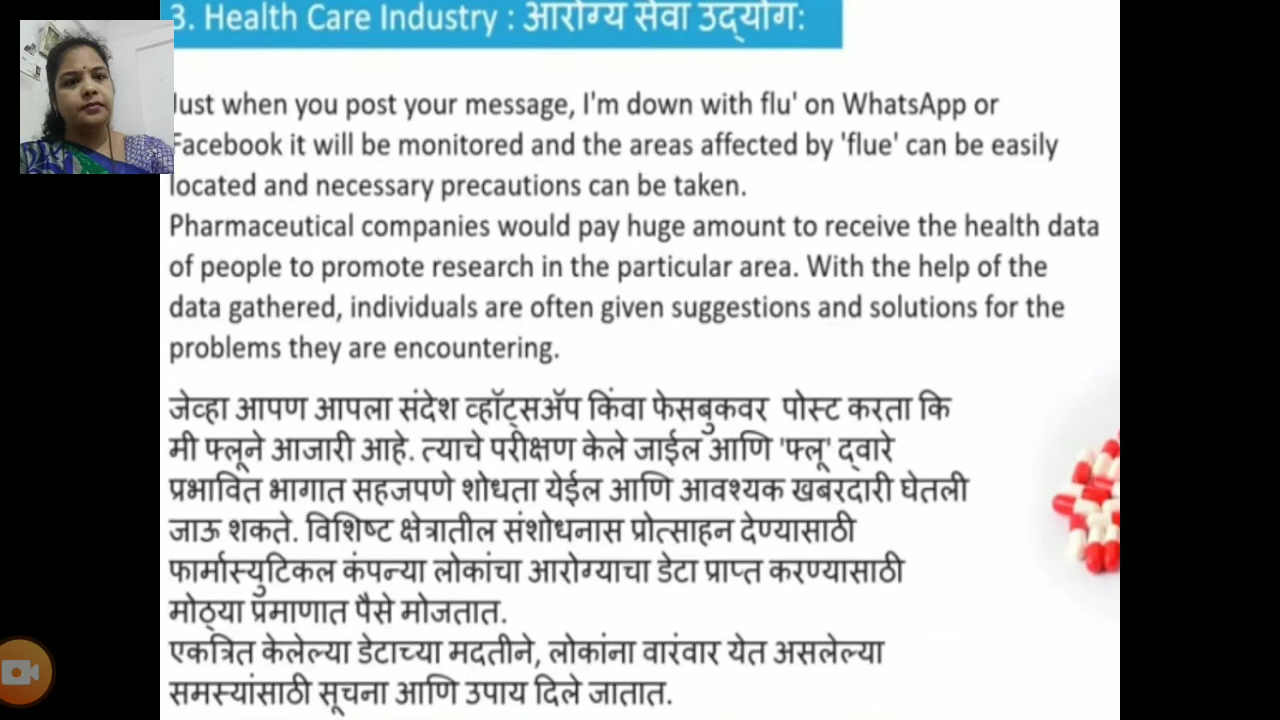 3. Health Care Industry : आरोग्य सेवा उद्योग:
Just when you post your message, I'm down with flu' on WhatsApp or
Facebook it will be monitored and the areas affected by 'flue' can be easily
located and necessary precautions can be taken.
Pharmaceutical companies would pay huge amount to receive the health data
of people to promote research in the particular area. With the help of the
data gathered, individuals are often given suggestions and solutions for the
problems they are encountering.
जेव्हा आपण आपला संदेश व्हॉट्सअ‍ॅप किंवा फेसबुकवर पोस्ट करता कि
मी फ्लूने आजारी आहे. त्याचे परीक्षण केले जाईल आणि 'फ्लू' द्वारे
प्रभावित भागात सहजपणे शोधता येईल आणि आवश्यक खबरदारी घेतली
जाऊ शकते. विशिष्ट क्षेत्रातील संशोधनास प्रोत्साहन देण्यासाठी
फार्मास्युटिकल कंपन्या लोकांचा आरोग्याचा डेटा प्राप्त करण्यासाठी
मोठ्या प्रमाणात पैसे मोजतात.
एकत्रित केलेल्या डेटाच्या मदतीने, लोकांना वारंवार येत असलेल्या
समस्यांसाठी सूचना आणि उपाय दिले जातात.